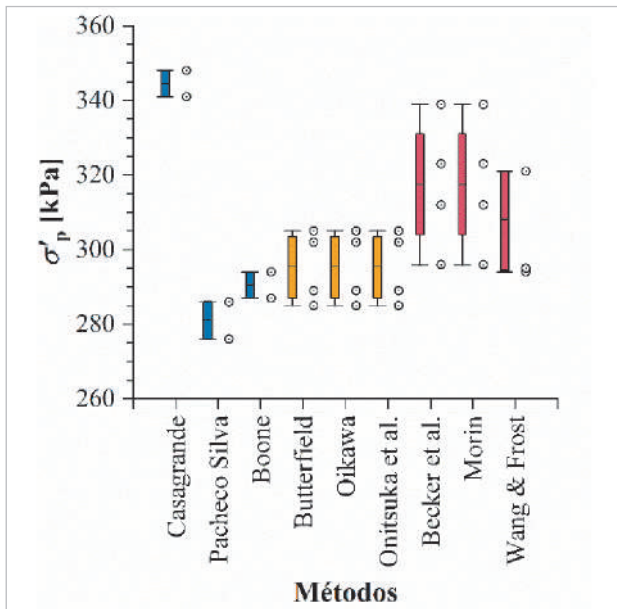 360
340
320
300
280
260
σ′p [kPa]
Casagrande
Pacheco Silva
Boone
Butterfield
Oikawa
Onitsuka et al.
Becker et al.
Morin
Wang & Frost
Métodos